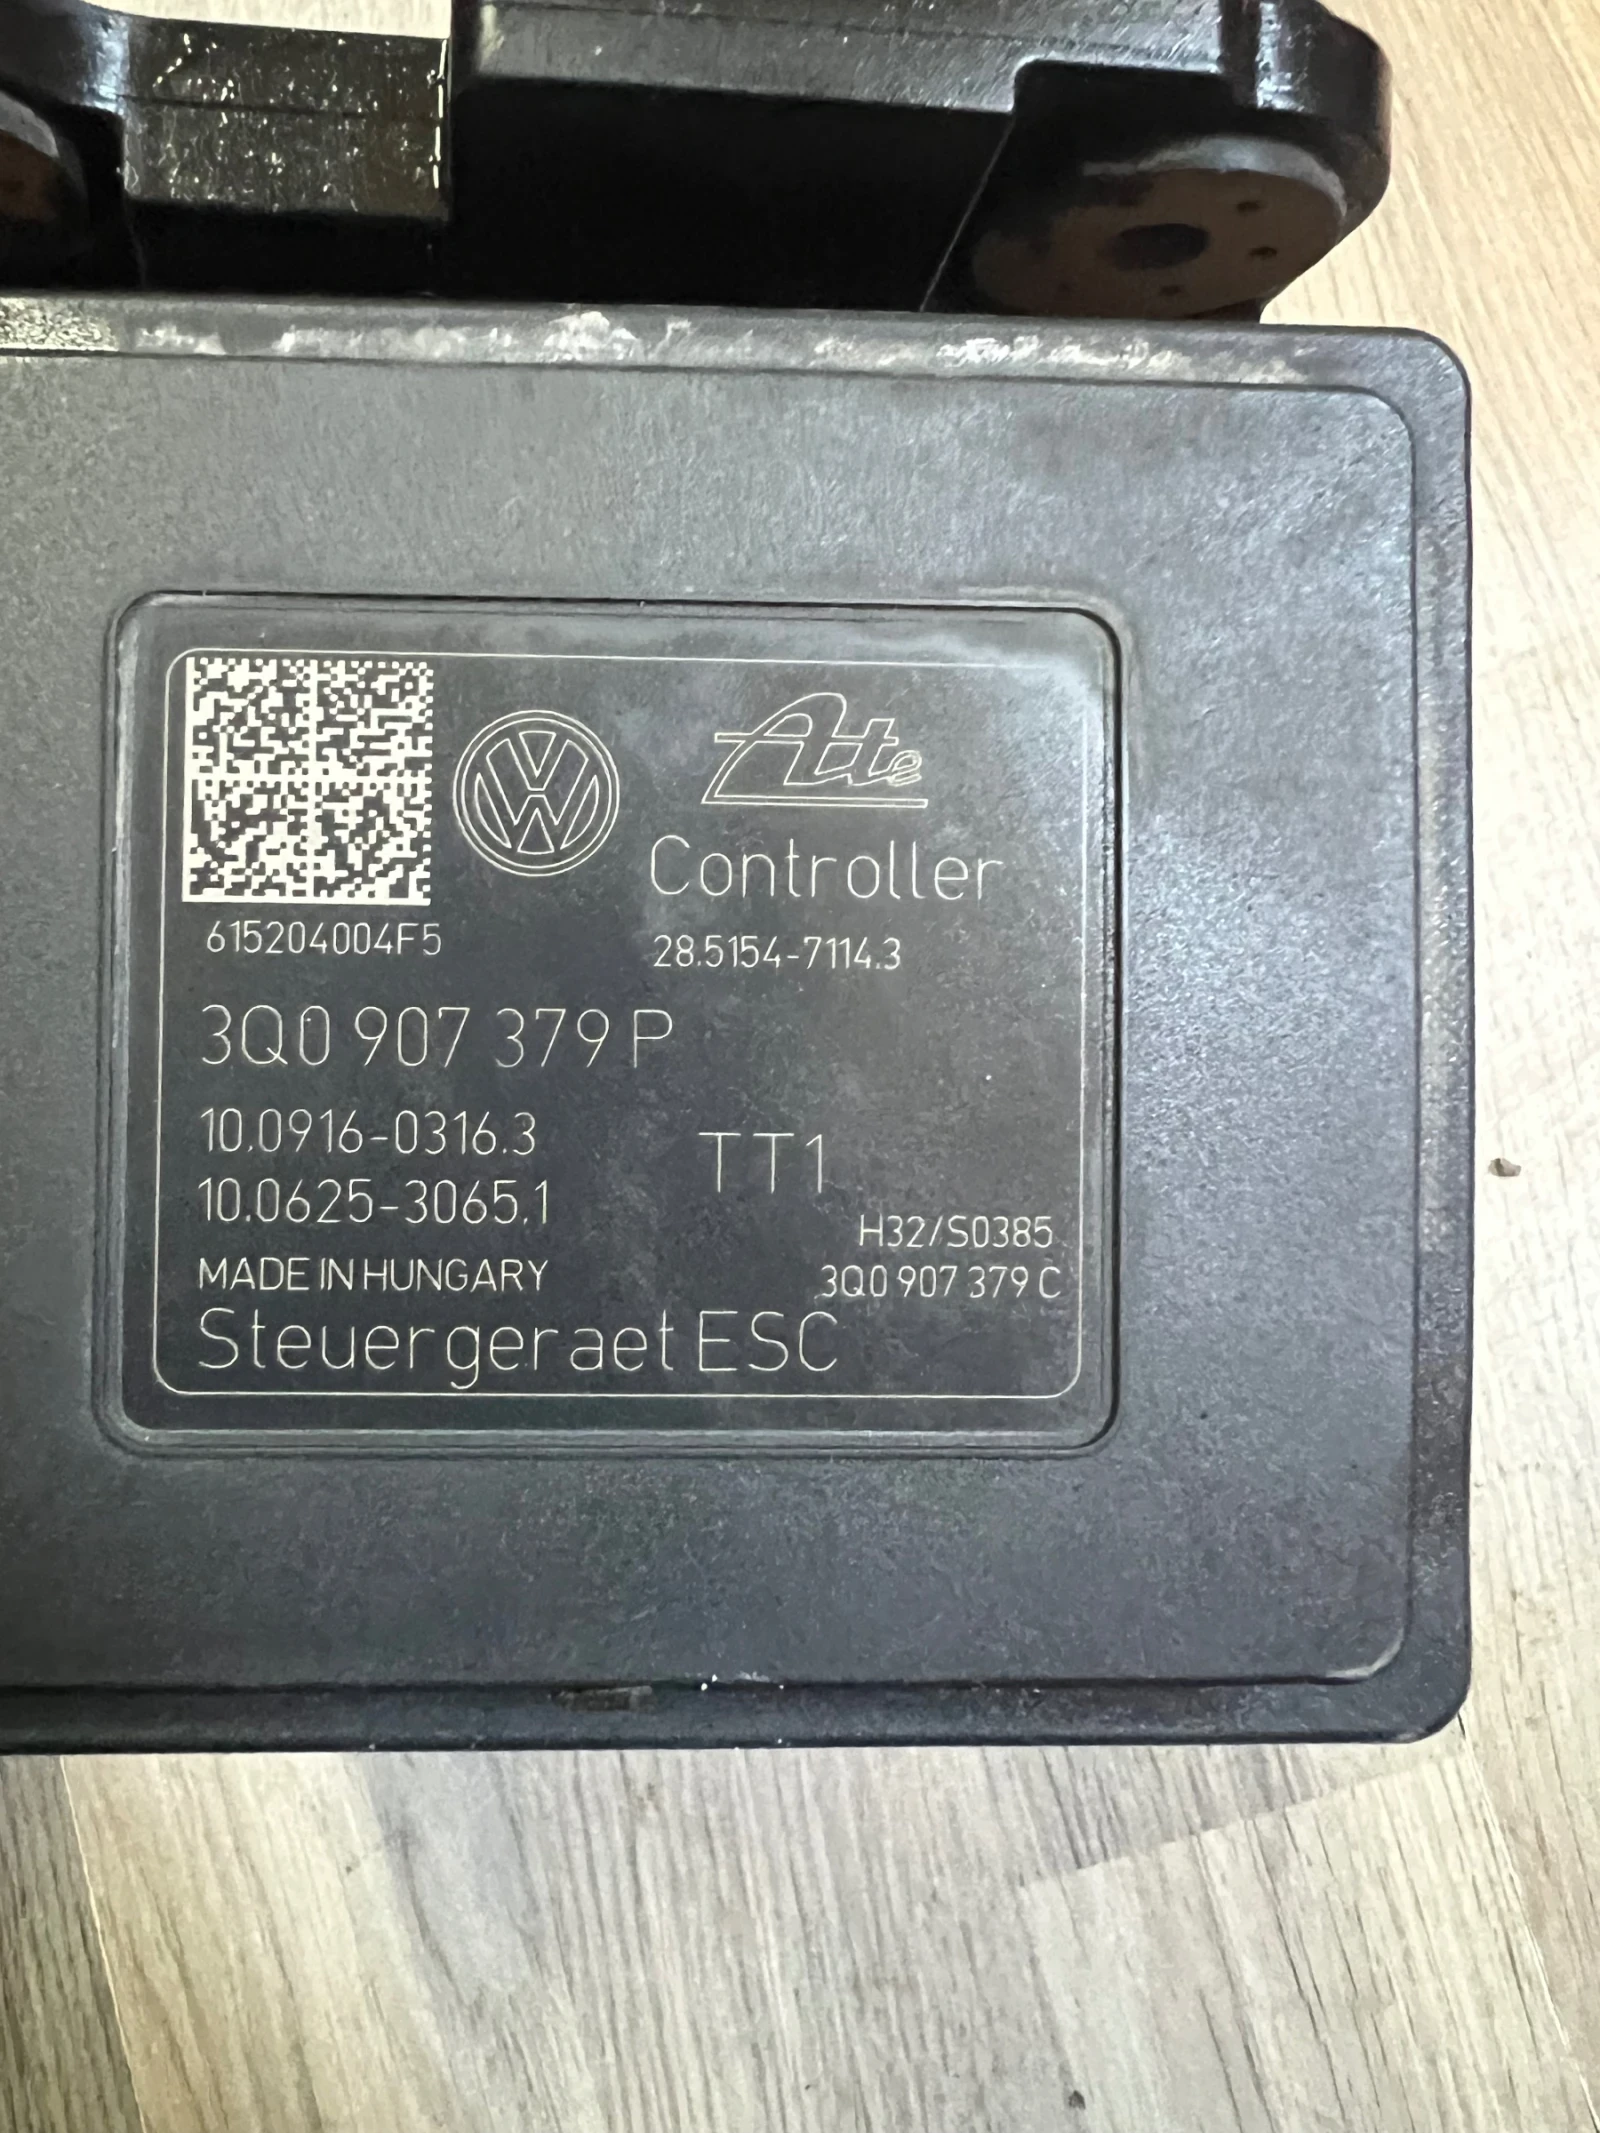 Ate
Controller
615204004F5
28.5154-7114.3
3Q0 907 379 P
10.0916-0316.3
TT1
10.0625-3065.1
H32/S0385
MADE IN HUNGARY
3Q0 907 379 C
Steuergeraet ESC